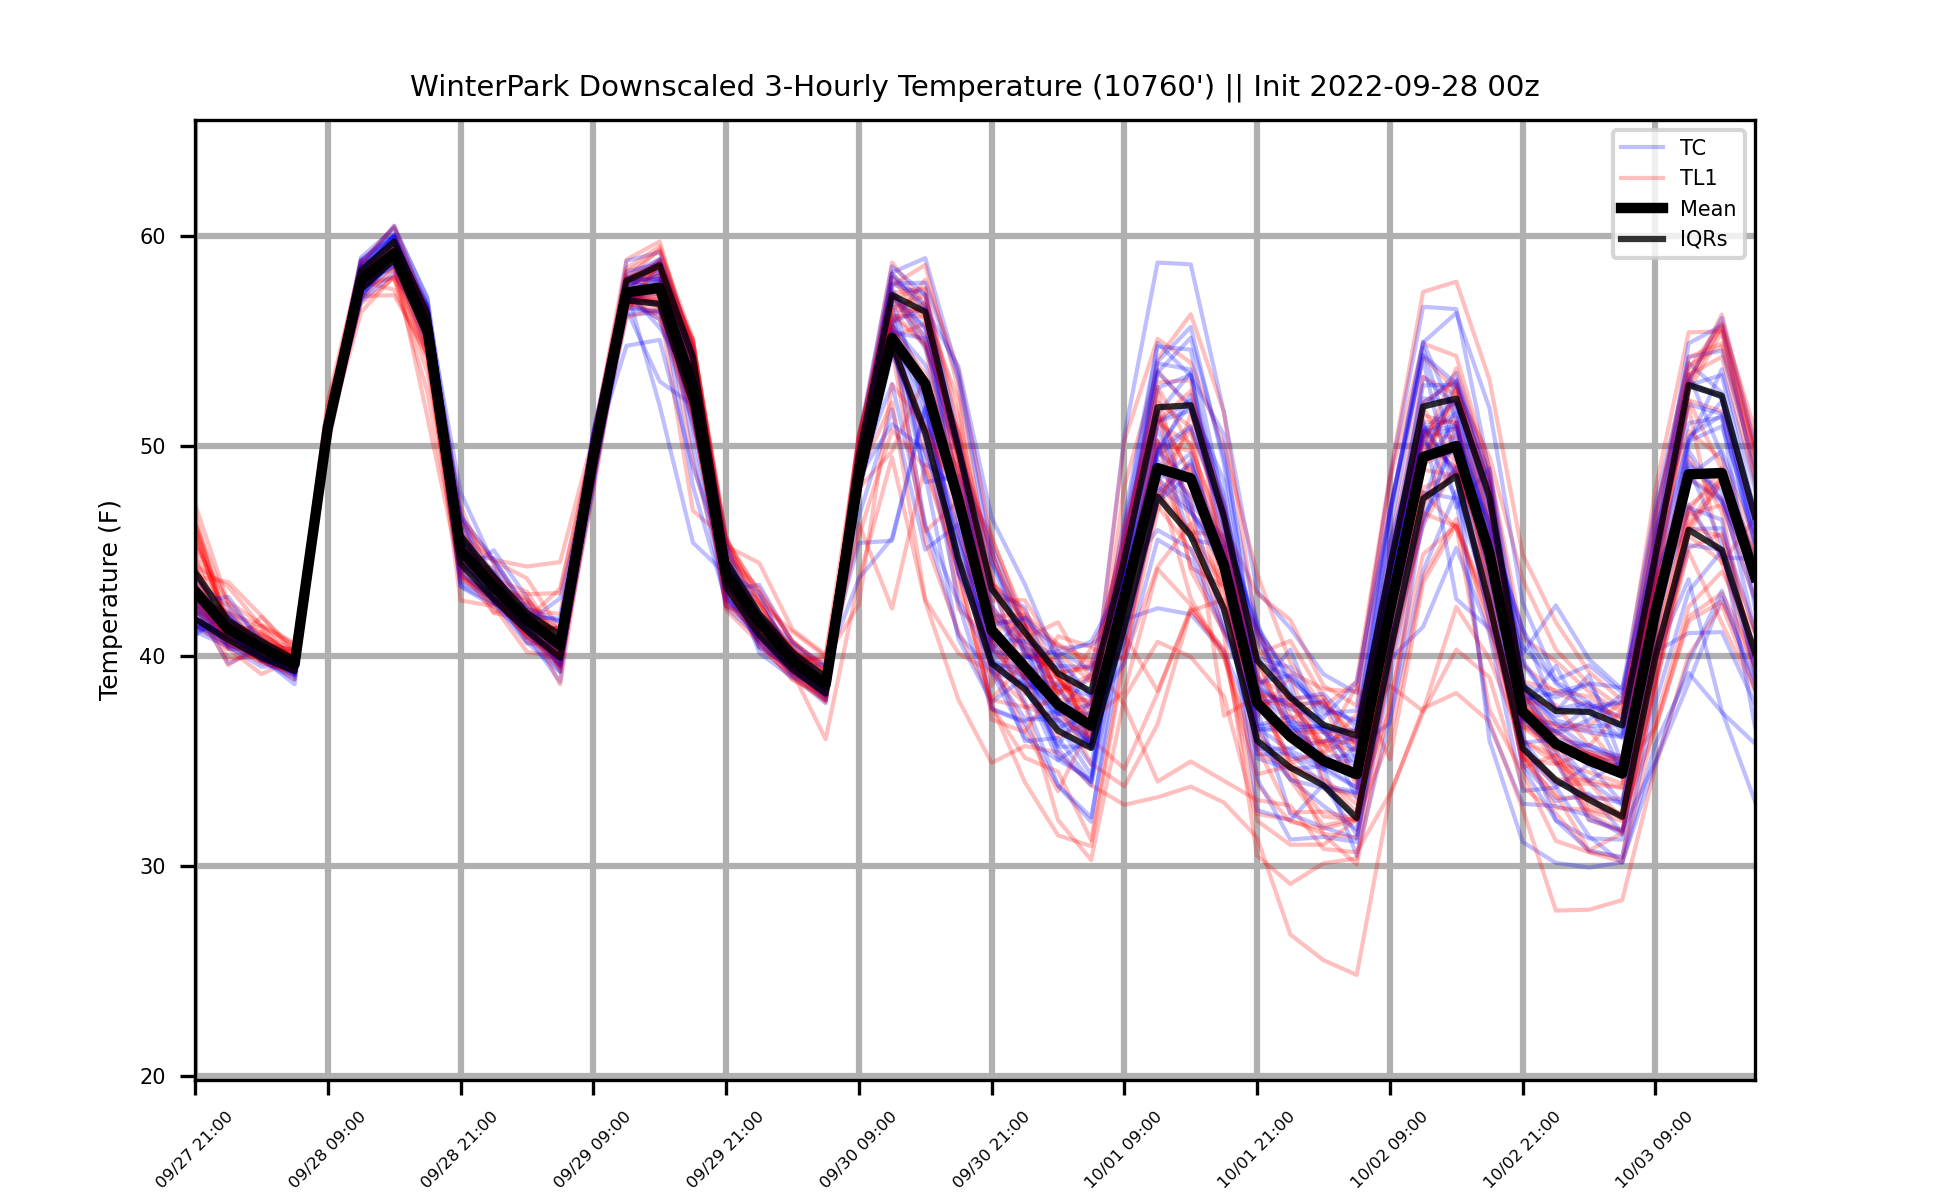 WinterPark Downscaled 3-Hourly Temperature (10760') || Init 2022-09-28 00z
TC
TL1
Mean
IQRs
Temperature (F)
60
50
40
30
20
09/27 21:00
09/28 09:00
09/28 21:00
09/29 09:00
09/29 21:00
09/30 09:00
09/30 21:00
10/01 09:00
10/01 21:00
10/02 09:00
10/02 21:00
10/03 09:00